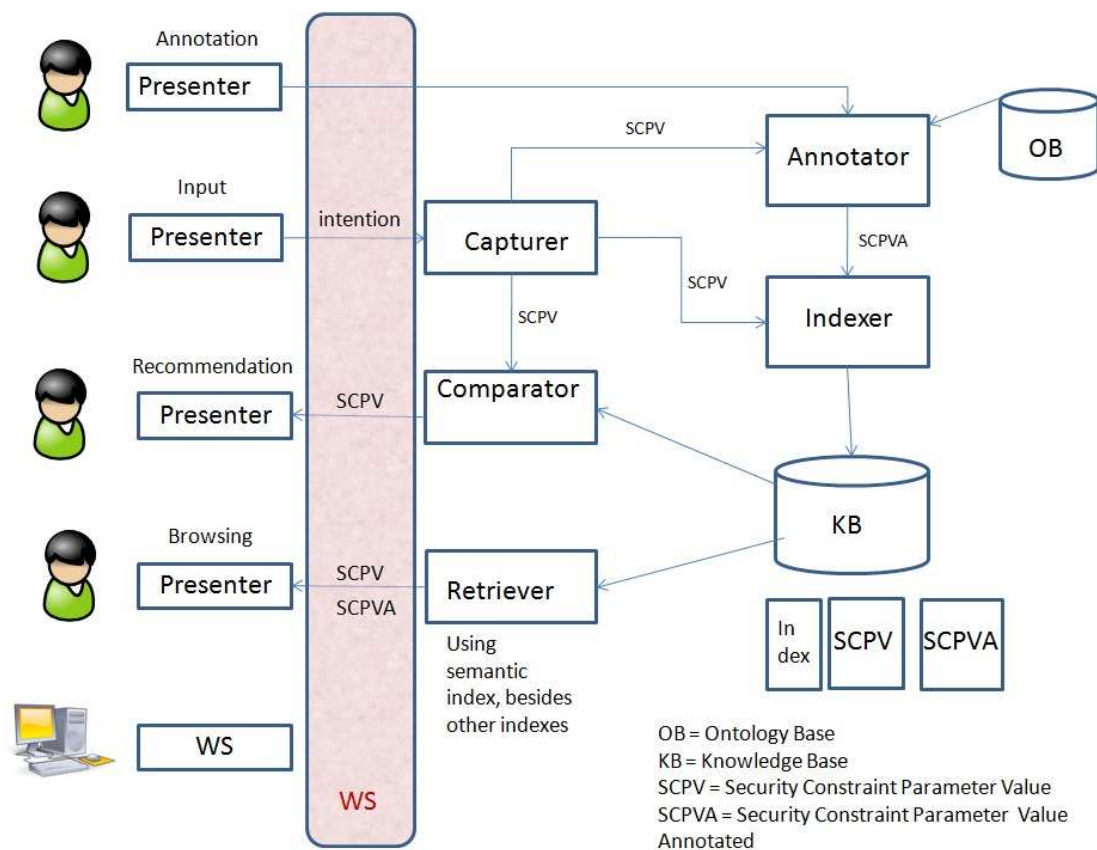 Annotation
Presenter
SCPV
Annotator
OB
Input
Presenter
intention
Capturer
SCPVA
SCPV
Indexer
SCPV
Recommendation
Presenter
SCPV
Comparator
KB
Browsing
Presenter
SCPV
SCPVA
Retriever
Using
semantic
index, besides
other indexes
In
dex
SCPV
SCPVA
WS
WS
OB = Ontology Base
KB = Knowledge Base
SCPV = Security Constraint Parameter Value
SCPVA = Security Constraint Parameter Value
Annotated